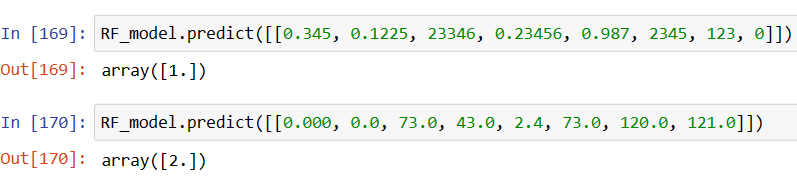 In [169]: RF_model.predict([[0.345, 0.1225, 23346, 0.23456, 0.987, 2345, 123, 0]])
Out[169]: array([1.])
In [170]: RF_model.predict([[0.000, 0.0, 73.0, 43.0, 2.4, 73.0, 120.0, 121.0]])
Out[170]: array([2.])